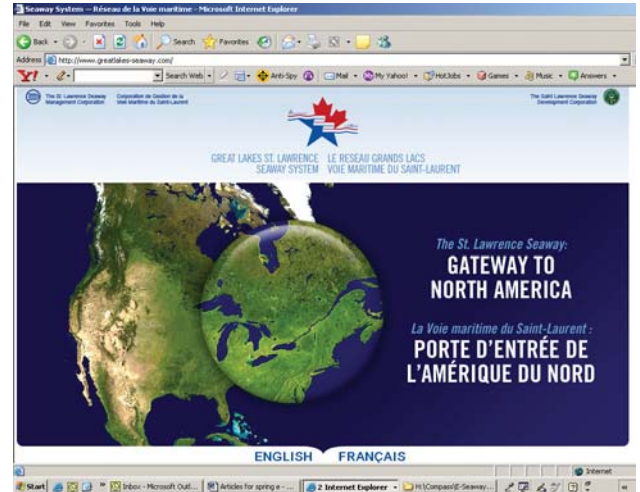 Seaway System -- Réseau de la Voie maritime - Microsoft Internet Explorer
File Edit View Favorites Tools Help
Back Search Favorites
Address http://www.greatlakes-seaway.com/
Y! Search Web Anti-Spy Mail My Yahoo! HotJobs Games Music Answers
The St. Lawrence Seaway Corporation de Gestion de la The Saint Lawrence Seaway
Management Corporation Voie Maritime du Saint-Laurent Development Corporation
GREAT LAKES ST. LAWRENCE LE RESEAU GRANDS LACS
SEAWAY SYSTEM VOIE MARITIME DU SAINT-LAURENT
The St. Lawrence Seaway:
GATEWAY TO
NORTH AMERICA
La Voie maritime du Saint-Laurent :
PORTE D'ENTRÉE DE
L'AMÉRIQUE DU NORD
ENGLISH FRANÇAIS
Internet
Start Inbox - Microsoft Outl... Articles for spring e - ... 2 Internet Explorer H:\Compass\E-Seaway...